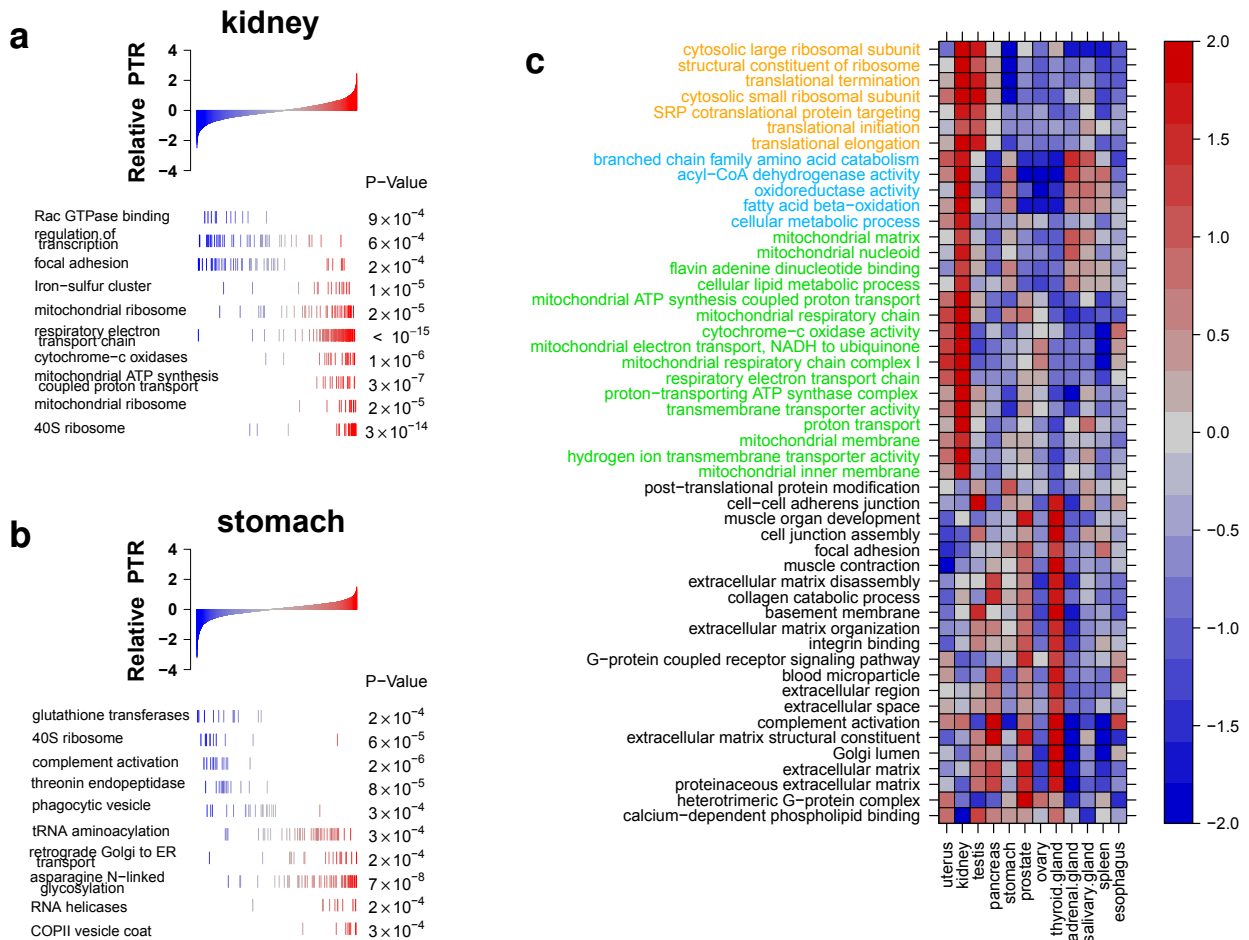 a
kidney
Relative PTR
4
2
0
−2
−4
P−Value
Rac GTPase binding
9×10⁻⁴
regulation of
transcription
6×10⁻⁴
focal adhesion
2×10⁻⁴
Iron−sulfur cluster
1×10⁻⁵
mitochondrial ribosome
2×10⁻⁵
respiratory electron
transport chain
< 10⁻¹⁵
cytochrome−c oxidases
1×10⁻⁶
mitochondrial ATP synthesis
coupled proton transport
3×10⁻⁷
mitochondrial ribosome
2×10⁻⁵
40S ribosome
3×10⁻¹⁴
b
stomach
Relative PTR
4
2
0
−2
−4
P−Value
glutathione transferases
2×10⁻⁴
40S ribosome
6×10⁻⁵
complement activation
2×10⁻⁶
threonin endopeptidase
8×10⁻⁵
phagocytic vesicle
3×10⁻⁴
tRNA aminoacylation
3×10⁻⁴
retrograde Golgi to ER
transport
2×10⁻⁴
asparagine N−linked
glycosylation
7×10⁻⁸
RNA helicases
2×10⁻⁴
COPII vesicle coat
3×10⁻⁴
c
cytosolic large ribosomal subunit
structural constituent of ribosome
translational termination
cytosolic small ribosomal subunit
SRP cotranslational protein targeting
translational initiation
translational elongation
branched chain family amino acid catabolism
acyl−CoA dehydrogenase activity
oxidoreductase activity
fatty acid beta−oxidation
cellular metabolic process
mitochondrial matrix
mitochondrial nucleoid
flavin adenine dinucleotide binding
cellular lipid metabolic process
mitochondrial ATP synthesis coupled proton transport
mitochondrial respiratory chain
cytochrome−c oxidase activity
mitochondrial electron transport, NADH to ubiquinone
mitochondrial respiratory chain complex I
respiratory electron transport chain
proton−transporting ATP synthase complex
transmembrane transporter activity
proton transport
mitochondrial membrane
hydrogen ion transmembrane transporter activity
mitochondrial inner membrane
post−translational protein modification
cell−cell adherens junction
muscle organ development
cell junction assembly
focal adhesion
muscle contraction
extracellular matrix disassembly
collagen catabolic process
basement membrane
extracellular matrix organization
integrin binding
G−protein coupled receptor signaling pathway
blood microparticle
extracellular region
extracellular space
complement activation
extracellular matrix structural constituent
Golgi lumen
extracellular matrix
proteinaceous extracellular matrix
heterotrimeric G−protein complex
calcium−dependent phospholipid binding
uterus
kidney
testis
pancreas
stomach
prostate
ovary
thyroid.gland
adrenal.gland
salivary.gland
spleen
esophagus
2.0
1.5
1.0
0.5
0.0
−0.5
−1.0
−1.5
−2.0